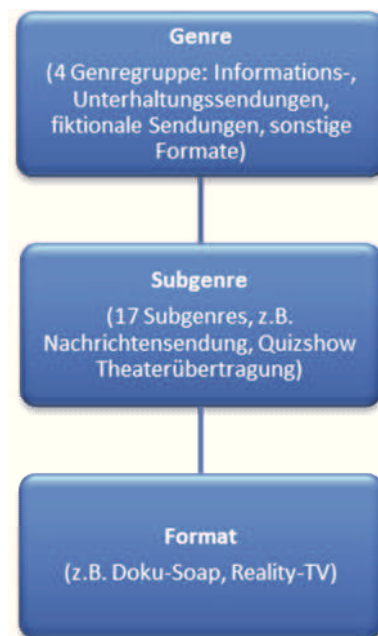 Genre
(4 Genregruppe: Informations-,
Unterhaltungssendungen,
fiktionale Sendungen, sonstige
Formate)
Subgenre
(17 Subgenres, z.B.
Nachrichtensendung, Quizshow
Theaterübertragung)
Format
(z.B. Doku-Soap, Reality-TV)